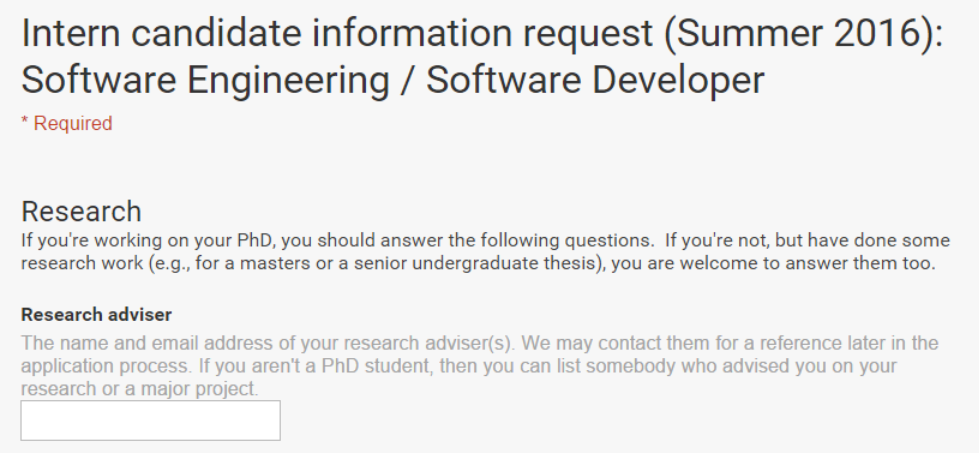 Intern candidate information request (Summer 2016):
Software Engineering / Software Developer
* Required
Research
If you're working on your PhD, you should answer the following questions.  If you're not, but have done some
research work (e.g., for a masters or a senior undergraduate thesis), you are welcome to answer them too.
Research adviser
The name and email address of your research adviser(s). We may contact them for a reference later in the
application process. If you aren't a PhD student, then you can list somebody who advised you on your
research or a major project.